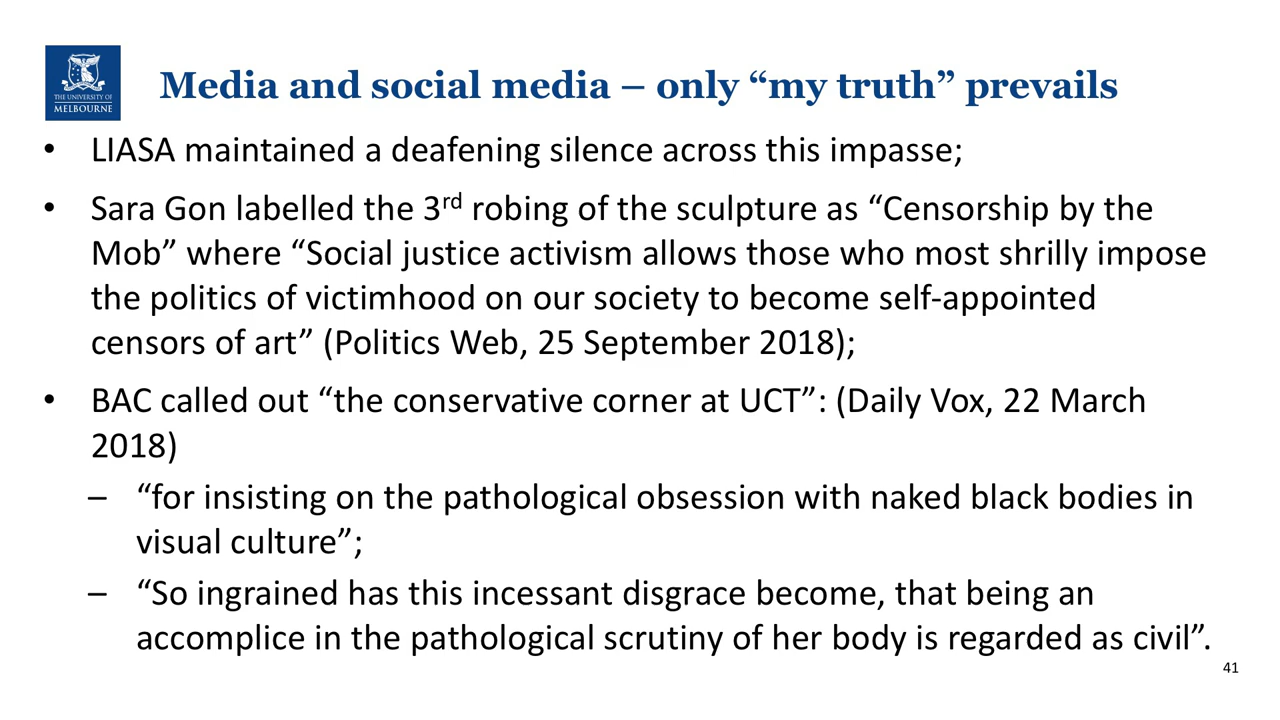 THE UNIVERSITY OF
MELBOURNE
Media and social media – only “my truth” prevails
• LIASA maintained a deafening silence across this impasse;
• Sara Gon labelled the 3rd robing of the sculpture as “Censorship by the
Mob” where “Social justice activism allows those who most shrilly impose
the politics of victimhood on our society to become self-appointed
censors of art” (Politics Web, 25 September 2018);
• BAC called out “the conservative corner at UCT”: (Daily Vox, 22 March
2018)
– “for insisting on the pathological obsession with naked black bodies in
visual culture”;
– “So ingrained has this incessant disgrace become, that being an
accomplice in the pathological scrutiny of her body is regarded as civil”.
41